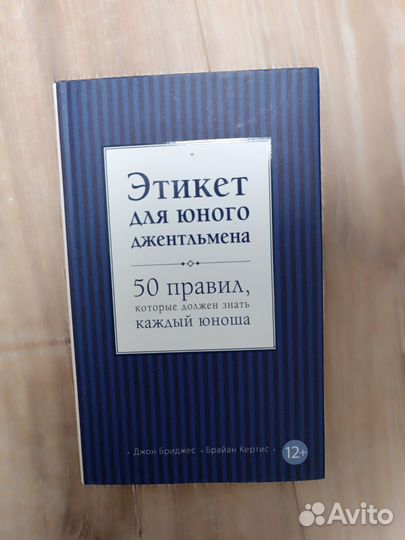 Этикет
для юного
джентльмена
50 правил,
которые должен знать
каждый юноша
• Джон Бриджес • Брайан Кертис •
12+
Avito